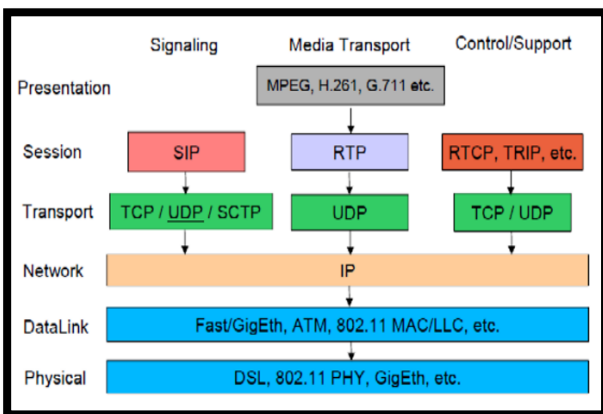 Signaling Media Transport Control/Support
Presentation MPEG, H.261, G.711 etc.
Session SIP RTP RTCP, TRIP, etc.
Transport TCP / UDP / SCTP UDP TCP / UDP
Network IP
DataLink Fast/GigEth, ATM, 802.11 MAC/LLC, etc.
Physical DSL, 802.11 PHY, GigEth, etc.